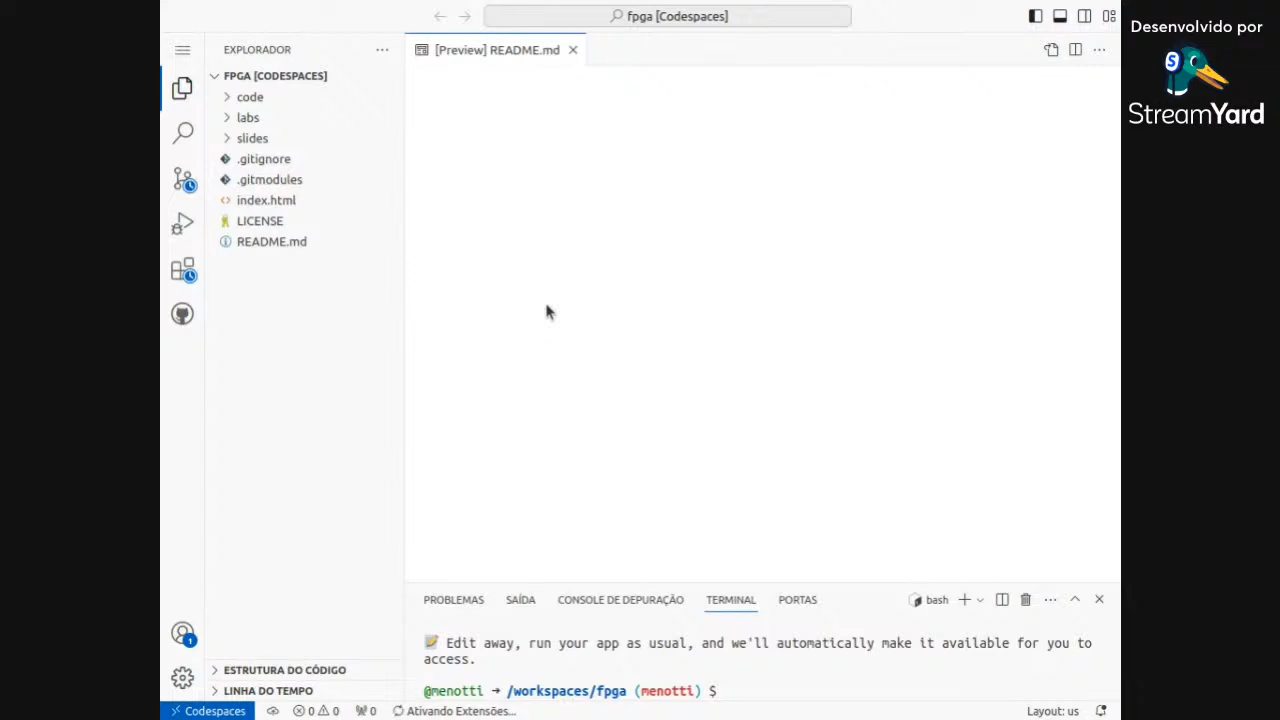 fpga [Codespaces]
Desenvolvido por
StreamYard
EXPLORADOR
[Preview] README.md
FPGA [CODESPACES]
code
labs
slides
.gitignore
.gitmodules
index.html
LICENSE
README.md
PROBLEMAS SAÍDA CONSOLE DE DEPURAÇÃO TERMINAL PORTAS bash
📝 Edit away, run your app as usual, and we'll automatically make it available for you to
access.
@menotti → /workspaces/fpga (menotti) $
1
ESTRUTURA DO CÓDIGO
LINHA DO TEMPO
Codespaces 0 0 0 Ativando Extensões... Layout: us